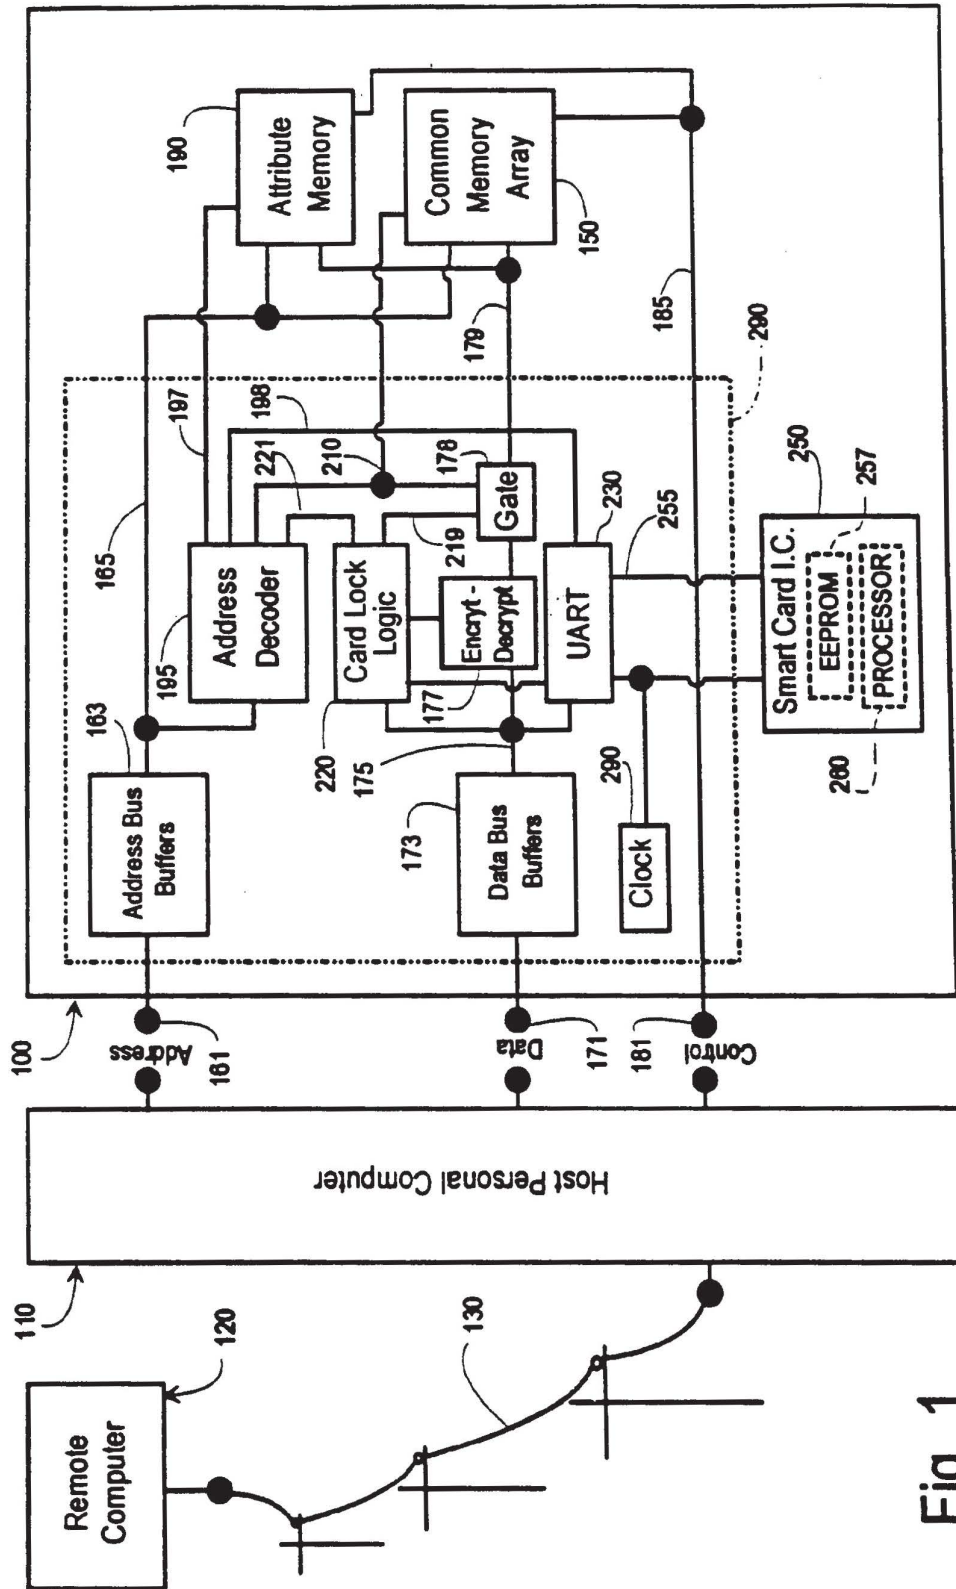 Remote
Computer
120
130
110
Host Personal Computer
Address
161
Data
171
181
Control
100
Address Bus
Buffers
163
165
195
Address
Decoder
197
198
221
210
190
Attribute
Memory
Common
Memory
Array
150
220
Card Lock
Logic
219
178
Gate
179
177
Encryt -
Decrypt
175
173
Data Bus
Buffers
230
UART
185
290
Clock
290
255
250
Smart Card I.C.
257
EEPROM
PROCESSOR
260
Fig. 1